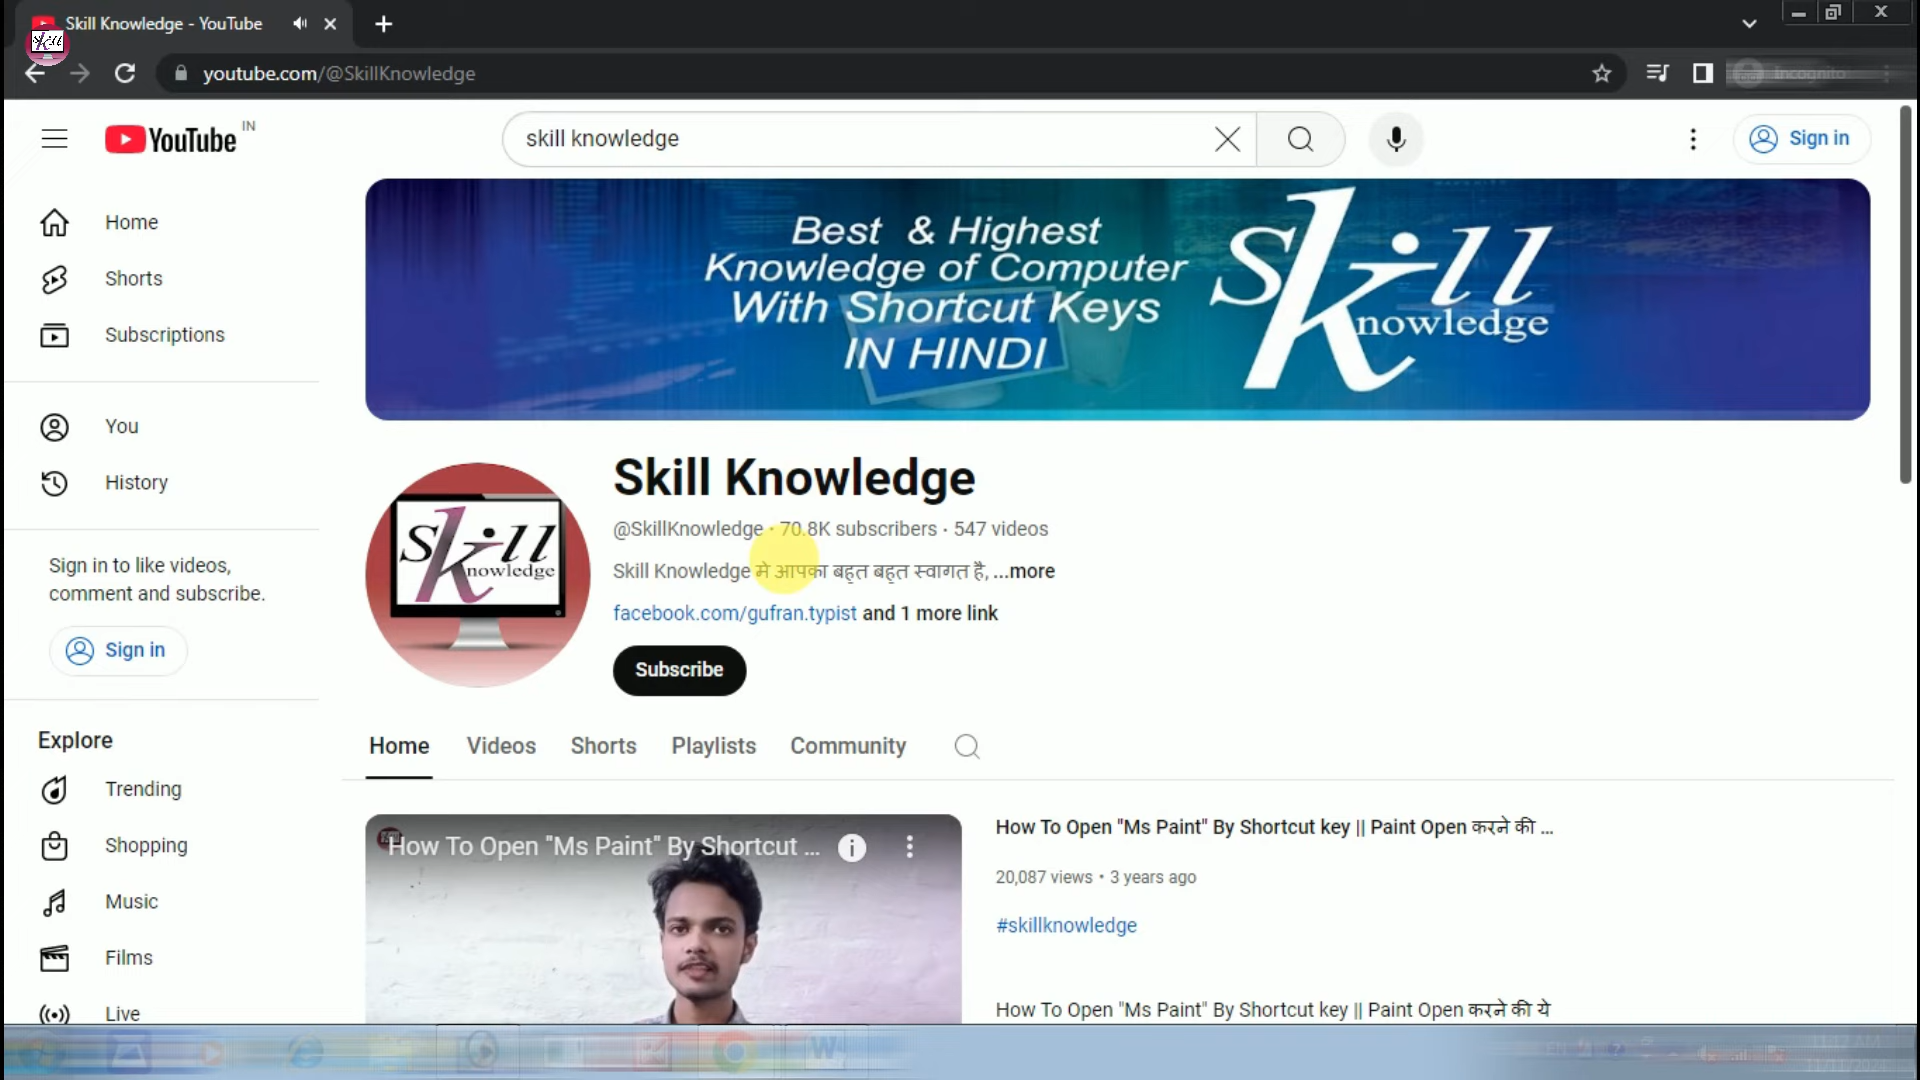 Skill Knowledge - YouTube
Skill
youtube.com/@SkillKnowledge
Incognito
YouTube IN
skill knowledge
Sign in
Home
Shorts
Subscriptions
You
History
Sign in to like videos,
comment and subscribe.
Sign in
Explore
Trending
Shopping
Music
Films
Live
Best & Highest
Knowledge of Computer
With Shortcut Keys
IN HINDI
Skill
Knowledge
Skill
Knowledge
Skill Knowledge
@SkillKnowledge · 70.8K subscribers · 547 videos
Skill Knowledge मे आपका बहुत बहुत स्वागत है, ...more
facebook.com/gufran.typist and 1 more link
Subscribe
Home Videos Shorts Playlists Community
How To Open "Ms Paint" By Shortcut ...
How To Open "Ms Paint" By Shortcut key || Paint Open करने की ...
20,087 views • 3 years ago
#skillknowledge
How To Open "Ms Paint" By Shortcut key || Paint Open करने की ये